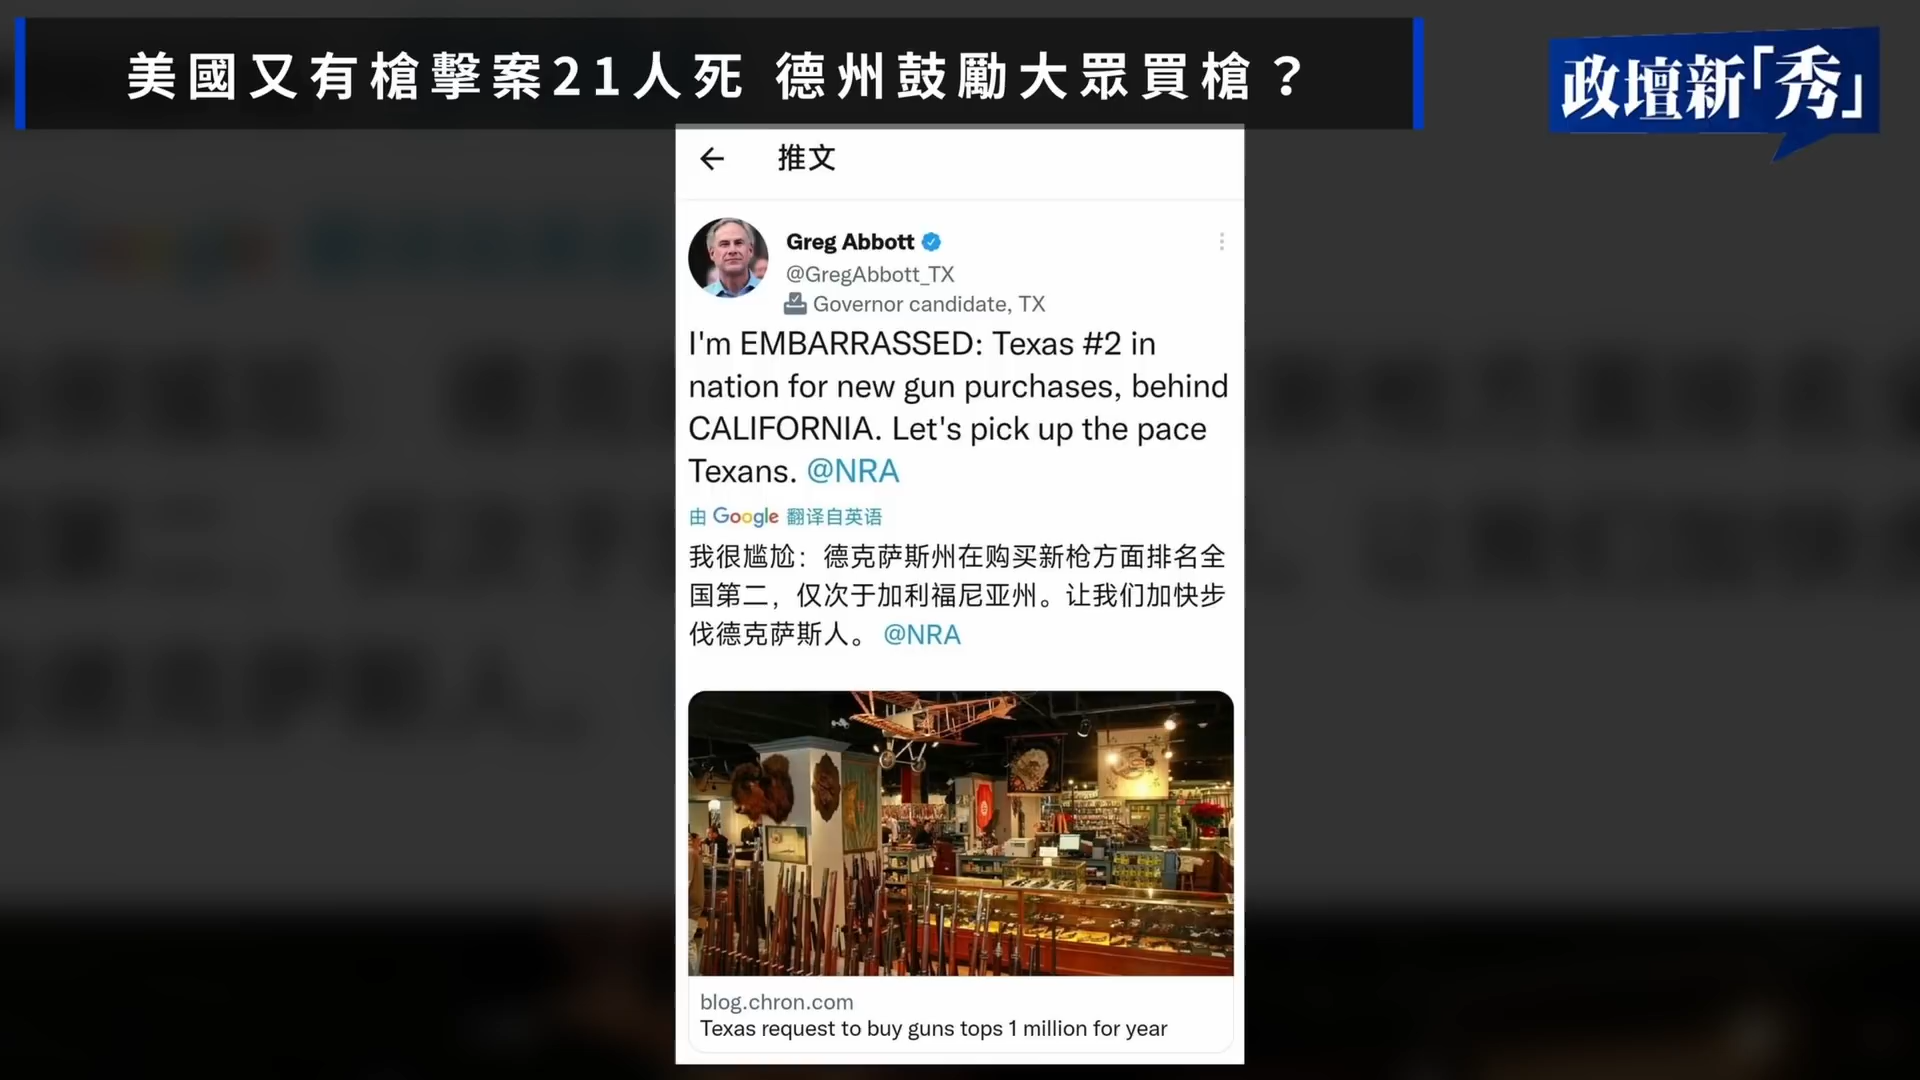 美國又有槍擊案21人死 德州鼓勵大眾買槍？
政壇新「秀」
推文
Greg Abbott
@GregAbbott_TX
Governor candidate, TX
I'm EMBARRASSED: Texas #2 in
nation for new gun purchases, behind
CALIFORNIA. Let's pick up the pace
Texans. @NRA
由 Google 翻译自英语
我很尴尬：德克萨斯州在购买新枪方面排名全
国第二，仅次于加利福尼亚州。让我们加快步
伐德克萨斯人。 @NRA
blog.chron.com
Texas request to buy guns tops 1 million for year